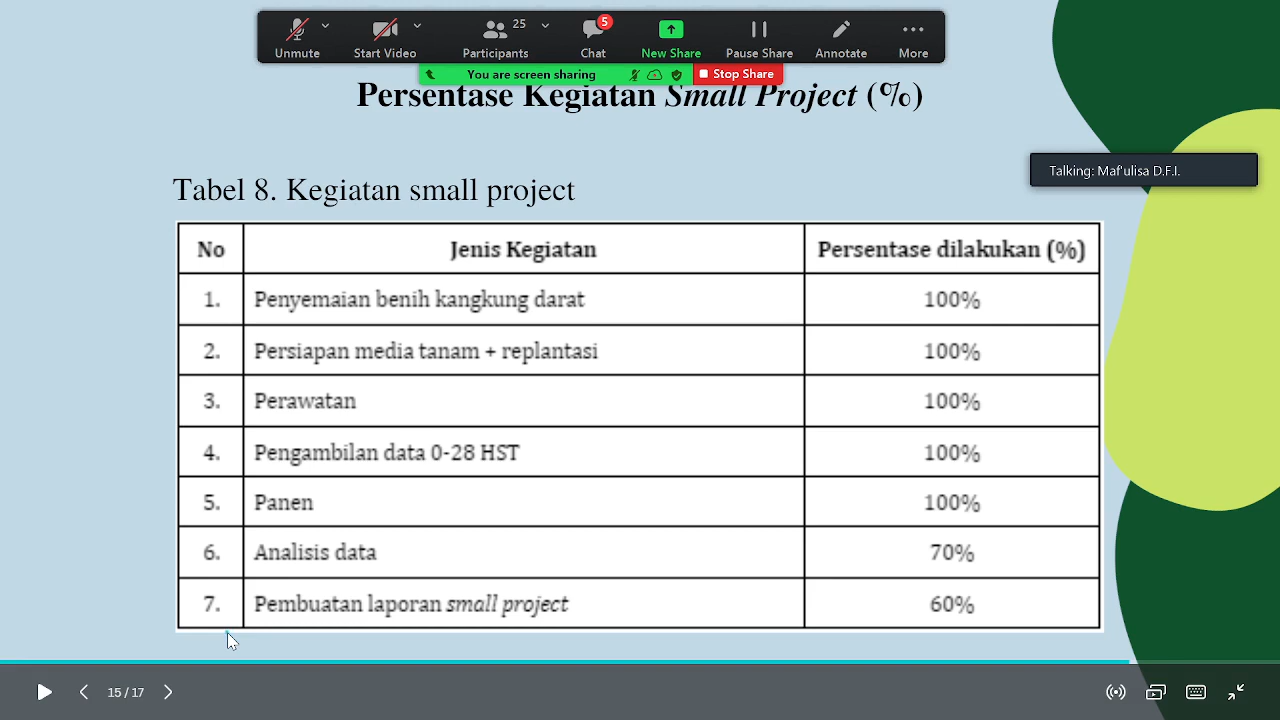 25
5
Unmute Start Video Participants Chat New Share Pause Share Annotate More
You are screen sharing Stop Share
Persentase Kegiatan Small Project (%)
Talking: Maf'ulisa D.F.I.
Tabel 8. Kegiatan small project
No Jenis Kegiatan Persentase dilakukan (%)
1. Penyemaian benih kangkung darat 100%
2. Persiapan media tanam + replantasi 100%
3. Perawatan 100%
4. Pengambilan data 0-28 HST 100%
5. Panen 100%
6. Analisis data 70%
7. Pembuatan laporan small project 60%
15 / 17